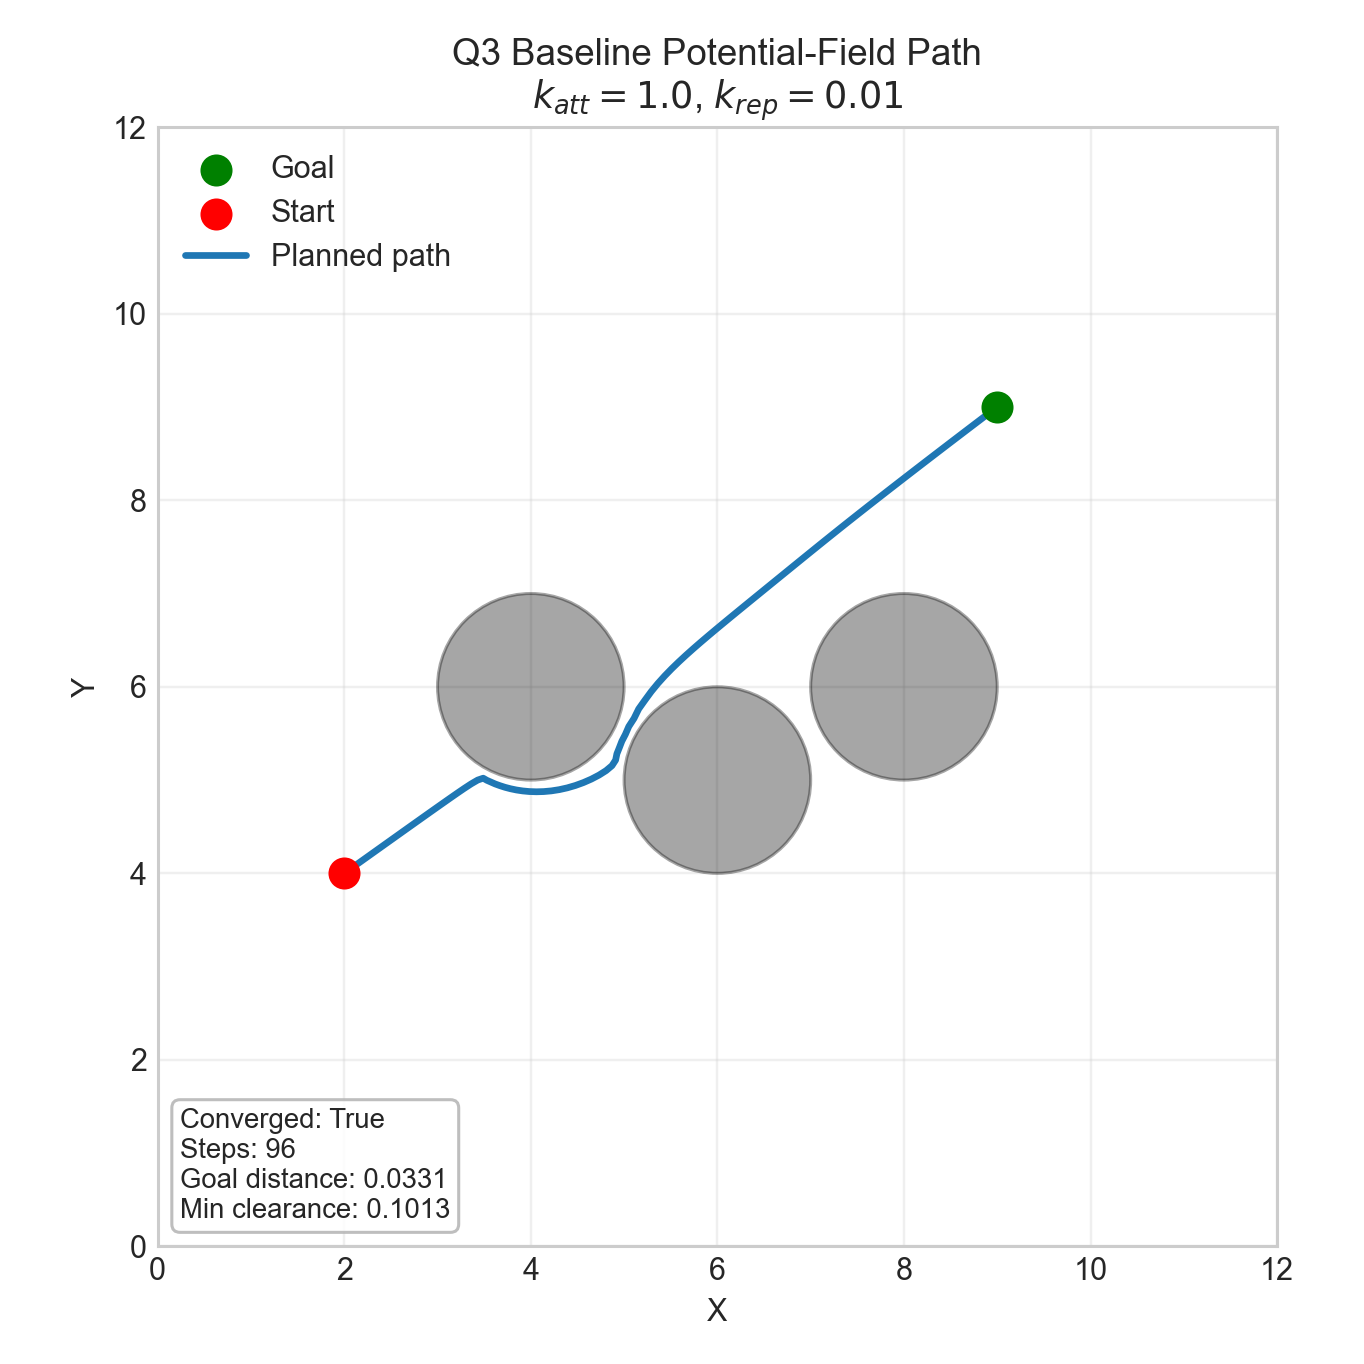 Q3 Baseline Potential-Field Path
k_att = 1.0, k_rep = 0.01
Goal
Start
Planned path
12
10
8
6
4
2
0
Y
Converged: True
Steps: 96
Goal distance: 0.0331
Min clearance: 0.1013
0 2 4 6 8 10 12
X